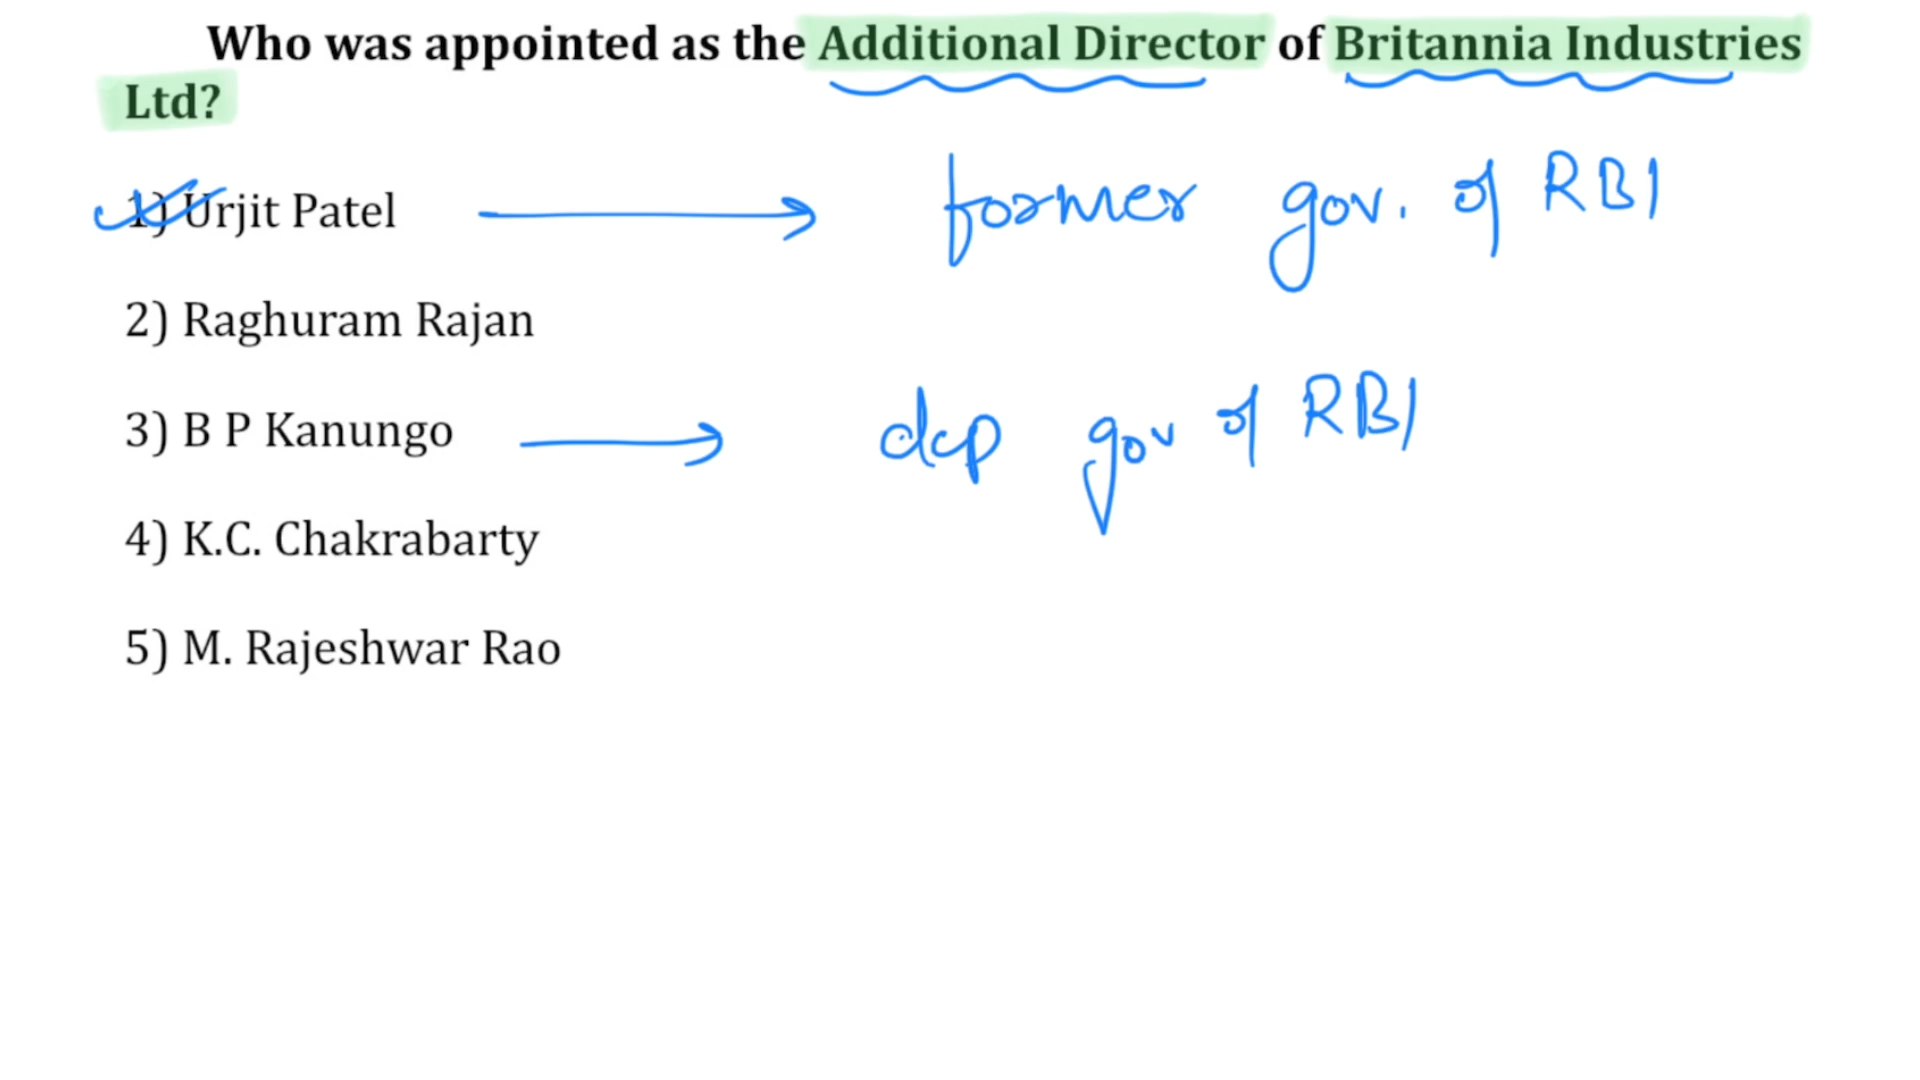 Who was appointed as the Additional Director of Britannia Industries
Ltd?
1) Urjit Patel former gov. of RBI
2) Raghuram Rajan
3) B P Kanungo dep gov of RBI
4) K.C. Chakrabarty
5) M. Rajeshwar Rao